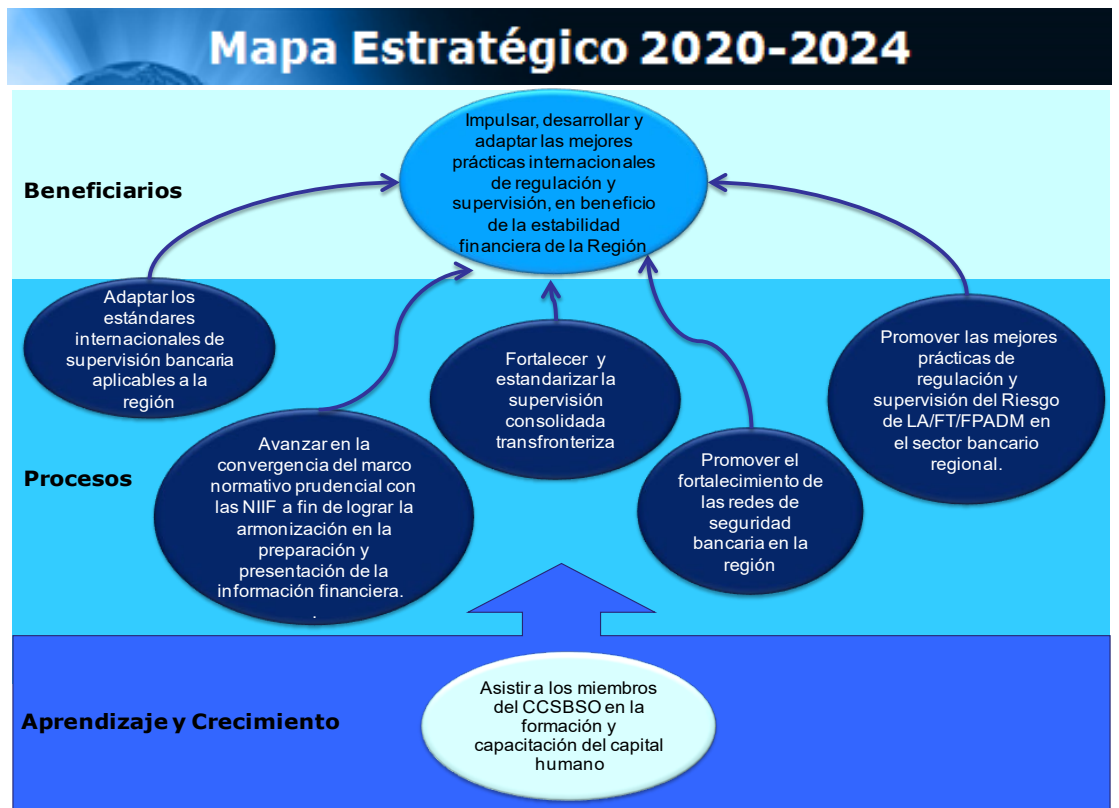 Mapa Estratégico 2020-2024
Beneficiarios
Impulsar, desarrollar y
adaptar las mejores
prácticas internacionales
de regulación y
supervisión, en beneficio
de la estabilidad
financiera de la Región
Procesos
Adaptar los
estándares
internacionales de
supervisión bancaria
aplicables a la
región
Avanzar en la
convergencia del marco
normativo prudencial con
las NIIF a fin de lograr la
armonización en la
preparación y
presentación de la
información financiera.
.
Fortalecer y
estandarizar la
supervisión
consolidada
transfronteriza
Promover el
fortalecimiento de
las redes de
seguridad
bancaria en la
región
Promover las mejores
prácticas de
regulación y
supervisión del Riesgo
de LA/FT/FPADM en
el sector bancario
regional.
Aprendizaje y Crecimiento
Asistir a los miembros
del CCSBSO en la
formación y
capacitación del capital
humano